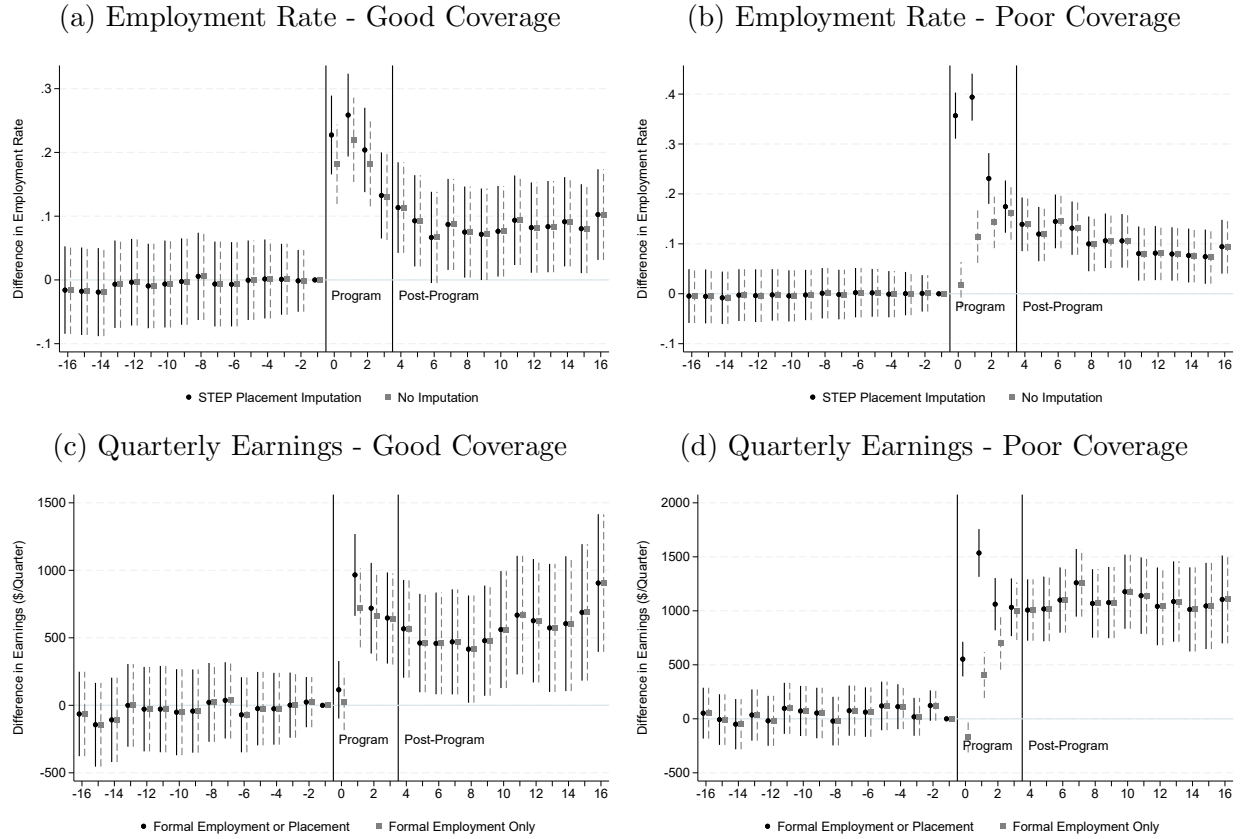 (a) Employment Rate - Good Coverage
Difference in Employment Rate
.3
.2
.1
0
-.1
Program
Post-Program
-16 -14 -12 -10 -8 -6 -4 -2 0 2 4 6 8 10 12 14 16
STEP Placement Imputation
No Imputation
(b) Employment Rate - Poor Coverage
Difference in Employment Rate
.4
.3
.2
.1
0
-.1
Program
Post-Program
-16 -14 -12 -10 -8 -6 -4 -2 0 2 4 6 8 10 12 14 16
STEP Placement Imputation
No Imputation
(c) Quarterly Earnings - Good Coverage
Difference in Earnings ($/Quarter)
1500
1000
500
0
-500
Program
Post-Program
-16 -14 -12 -10 -8 -6 -4 -2 0 2 4 6 8 10 12 14 16
Formal Employment or Placement
Formal Employment Only
(d) Quarterly Earnings - Poor Coverage
Difference in Earnings ($/Quarter)
2000
1500
1000
500
0
-500
Program
Post-Program
-16 -14 -12 -10 -8 -6 -4 -2 0 2 4 6 8 10 12 14 16
Formal Employment or Placement
Formal Employment Only